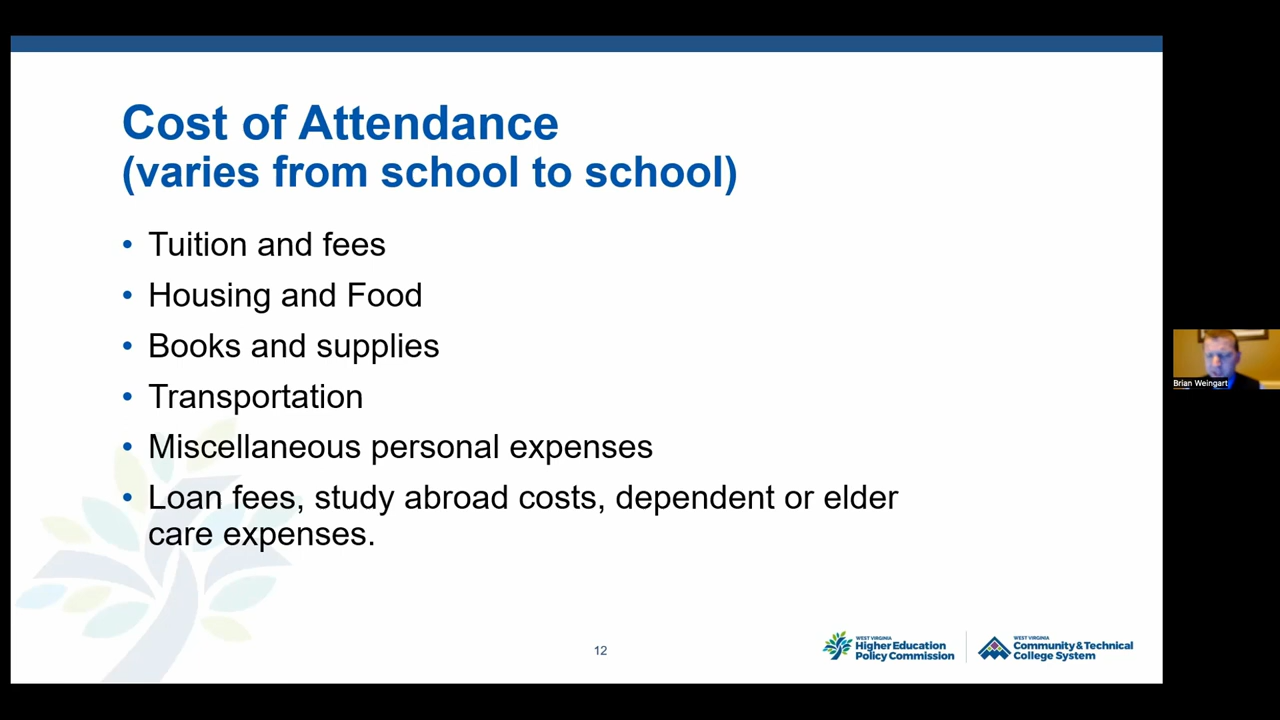 Cost of Attendance
(varies from school to school)
• Tuition and fees
• Housing and Food
• Books and supplies
• Transportation
• Miscellaneous personal expenses
• Loan fees, study abroad costs, dependent or elder
care expenses.
Brian Weingart
12
WEST VIRGINIA
Higher Education
Policy Commission
WEST VIRGINIA
Community & Technical
College System